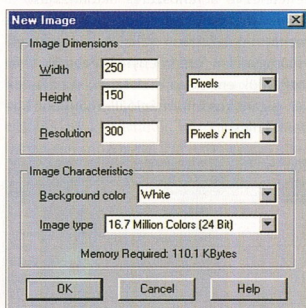 New Image
Image Dimensions
Width 250
Height 150
Pixels
Resolution 300 Pixels / inch
Image Characteristics
Background color White
Image type 16.7 Million Colors (24 Bit)
Memory Required: 110.1 KBytes
OK Cancel Help